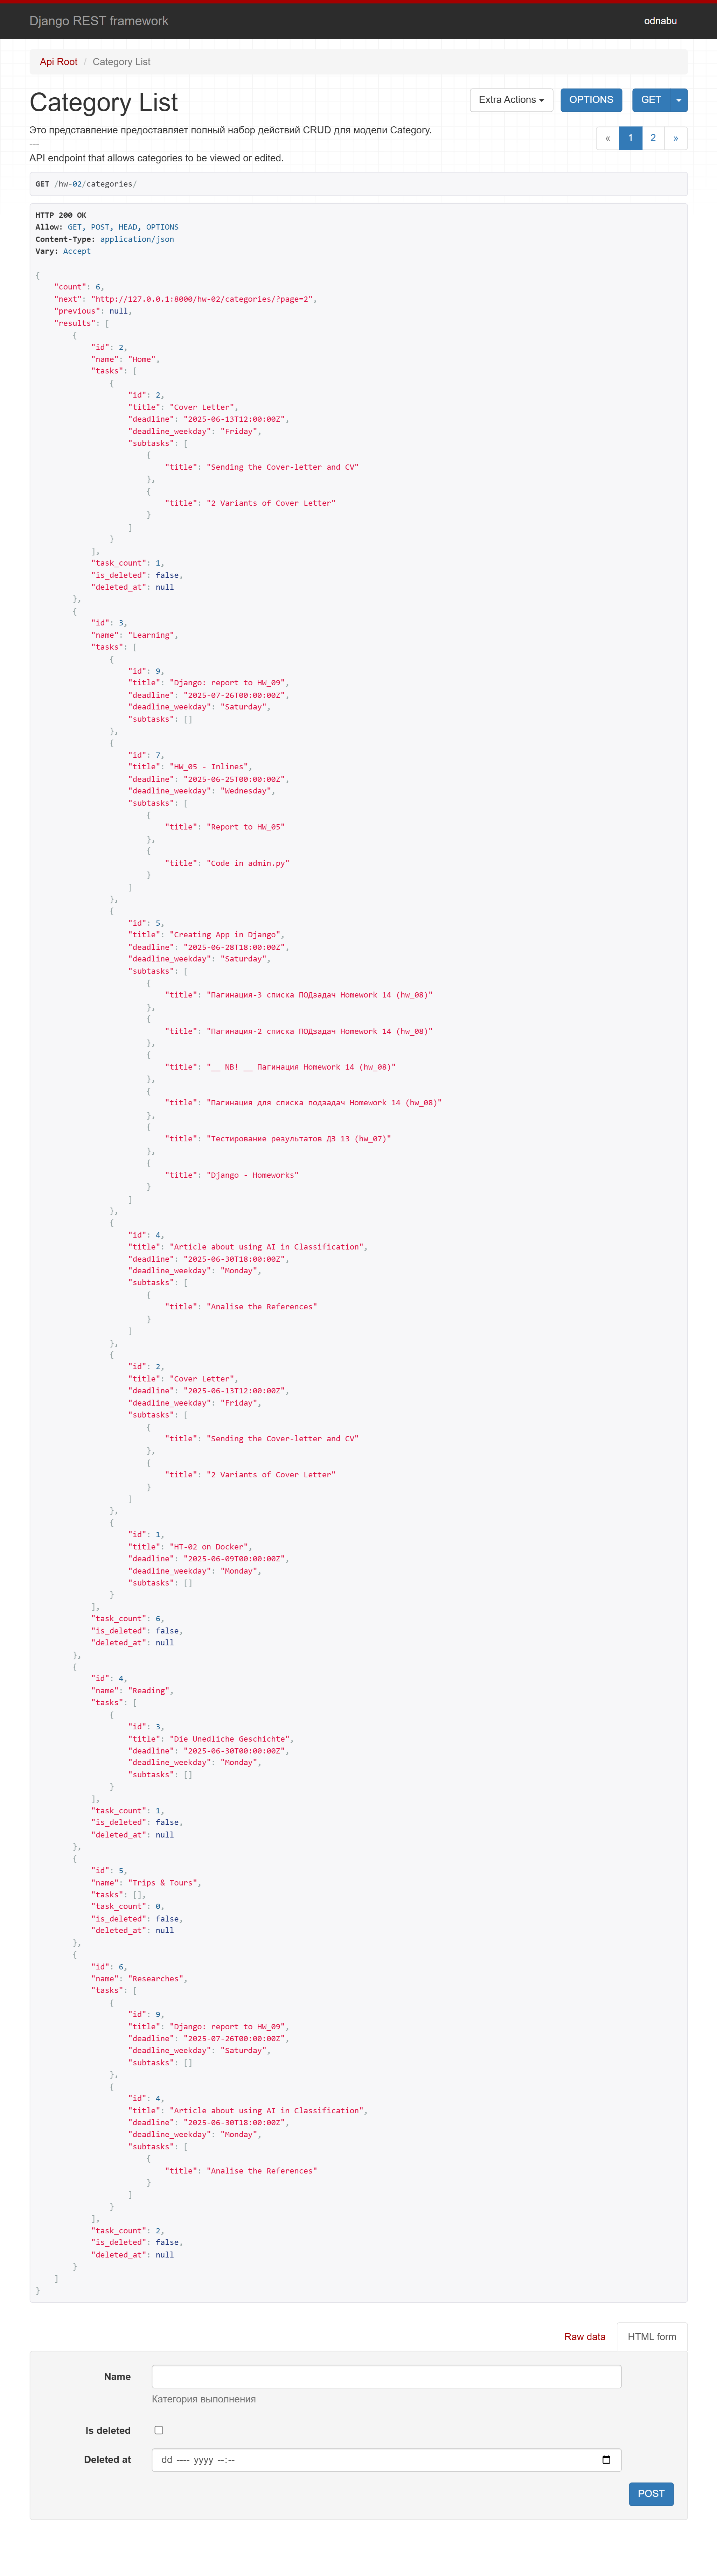 Django REST framework
odnabu
Api Root / Category List
Category List
Extra Actions
OPTIONS
GET
Это представление предоставляет полный набор действий CRUD для модели Category.
---
API endpoint that allows categories to be viewed or edited.
« 1 2 »
GET /hw-02/categories/
HTTP 200 OK
Allow: GET, POST, HEAD, OPTIONS
Content-Type: application/json
Vary: Accept
{
    "count": 6,
    "next": "http://127.0.0.1:8000/hw-02/categories/?page=2",
    "previous": null,
    "results": [
        {
            "id": 2,
            "name": "Home",
            "tasks": [
                {
                    "id": 2,
                    "title": "Cover Letter",
                    "deadline": "2025-06-13T12:00:00Z",
                    "deadline_weekday": "Friday",
                    "subtasks": [
                        {
                            "title": "Sending the Cover-letter and CV"
                        },
                        {
                            "title": "2 Variants of Cover Letter"
                        }
                    ]
                }
            ],
            "task_count": 1,
            "is_deleted": false,
            "deleted_at": null
        },
        {
            "id": 3,
            "name": "Learning",
            "tasks": [
                {
                    "id": 9,
                    "title": "Django: report to HW_09",
                    "deadline": "2025-07-26T00:00:00Z",
                    "deadline_weekday": "Saturday",
                    "subtasks": []
                },
                {
                    "id": 7,
                    "title": "HW_05 - Inlines",
                    "deadline": "2025-06-25T00:00:00Z",
                    "deadline_weekday": "Wednesday",
                    "subtasks": [
                        {
                            "title": "Report to HW_05"
                        },
                        {
                            "title": "Code in admin.py"
                        }
                    ]
                },
                {
                    "id": 5,
                    "title": "Creating App in Django",
                    "deadline": "2025-06-28T18:00:00Z",
                    "deadline_weekday": "Saturday",
                    "subtasks": [
                        {
                            "title": "Пагинация-3 списка ПОДзадач Homework 14 (hw_08)"
                        },
                        {
                            "title": "Пагинация-2 списка ПОДзадач Homework 14 (hw_08)"
                        },
                        {
                            "title": "__ NB! __ Пагинация Homework 14 (hw_08)"
                        },
                        {
                            "title": "Пагинация для списка подзадач Homework 14 (hw_08)"
                        },
                        {
                            "title": "Тестирование результатов ДЗ 13 (hw_07)"
                        },
                        {
                            "title": "Django - Homeworks"
                        }
                    ]
                },
                {
                    "id": 4,
                    "title": "Article about using AI in Classification",
                    "deadline": "2025-06-30T18:00:00Z",
                    "deadline_weekday": "Monday",
                    "subtasks": [
                        {
                            "title": "Analise the References"
                        }
                    ]
                },
                {
                    "id": 2,
                    "title": "Cover Letter",
                    "deadline": "2025-06-13T12:00:00Z",
                    "deadline_weekday": "Friday",
                    "subtasks": [
                        {
                            "title": "Sending the Cover-letter and CV"
                        },
                        {
                            "title": "2 Variants of Cover Letter"
                        }
                    ]
                },
                {
                    "id": 1,
                    "title": "HT-02 on Docker",
                    "deadline": "2025-06-09T00:00:00Z",
                    "deadline_weekday": "Monday",
                    "subtasks": []
                }
            ],
            "task_count": 6,
            "is_deleted": false,
            "deleted_at": null
        },
        {
            "id": 4,
            "name": "Reading",
            "tasks": [
                {
                    "id": 3,
                    "title": "Die Unedliche Geschichte",
                    "deadline": "2025-06-30T00:00:00Z",
                    "deadline_weekday": "Monday",
                    "subtasks": []
                }
            ],
            "task_count": 1,
            "is_deleted": false,
            "deleted_at": null
        },
        {
            "id": 5,
            "name": "Trips & Tours",
            "tasks": [],
            "task_count": 0,
            "is_deleted": false,
            "deleted_at": null
        },
        {
            "id": 6,
            "name": "Researches",
            "tasks": [
                {
                    "id": 9,
                    "title": "Django: report to HW_09",
                    "deadline": "2025-07-26T00:00:00Z",
                    "deadline_weekday": "Saturday",
                    "subtasks": []
                },
                {
                    "id": 4,
                    "title": "Article about using AI in Classification",
                    "deadline": "2025-06-30T18:00:00Z",
                    "deadline_weekday": "Monday",
                    "subtasks": [
                        {
                            "title": "Analise the References"
                        }
                    ]
                }
            ],
            "task_count": 2,
            "is_deleted": false,
            "deleted_at": null
        }
    ]
}
Raw data
HTML form
Name
Категория выполнения
Is deleted
Deleted at
dd ---- yyyy --:--
POST